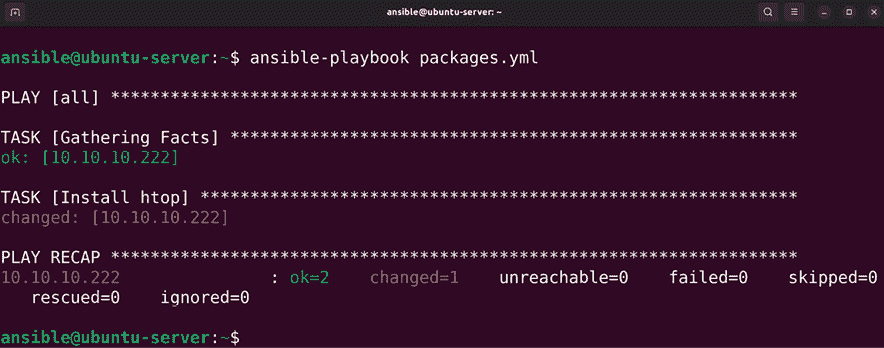 ansible@ubuntu-server: ~
ansible@ubuntu-server:~$ ansible-playbook packages.yml
PLAY [all] *********************************************************************
TASK [Gathering Facts] *********************************************************
ok: [10.10.10.222]
TASK [Install htop] ************************************************************
changed: [10.10.10.222]
PLAY RECAP *********************************************************************
10.10.10.222               : ok=2    changed=1    unreachable=0    failed=0    skipped=0
   rescued=0    ignored=0
ansible@ubuntu-server:~$